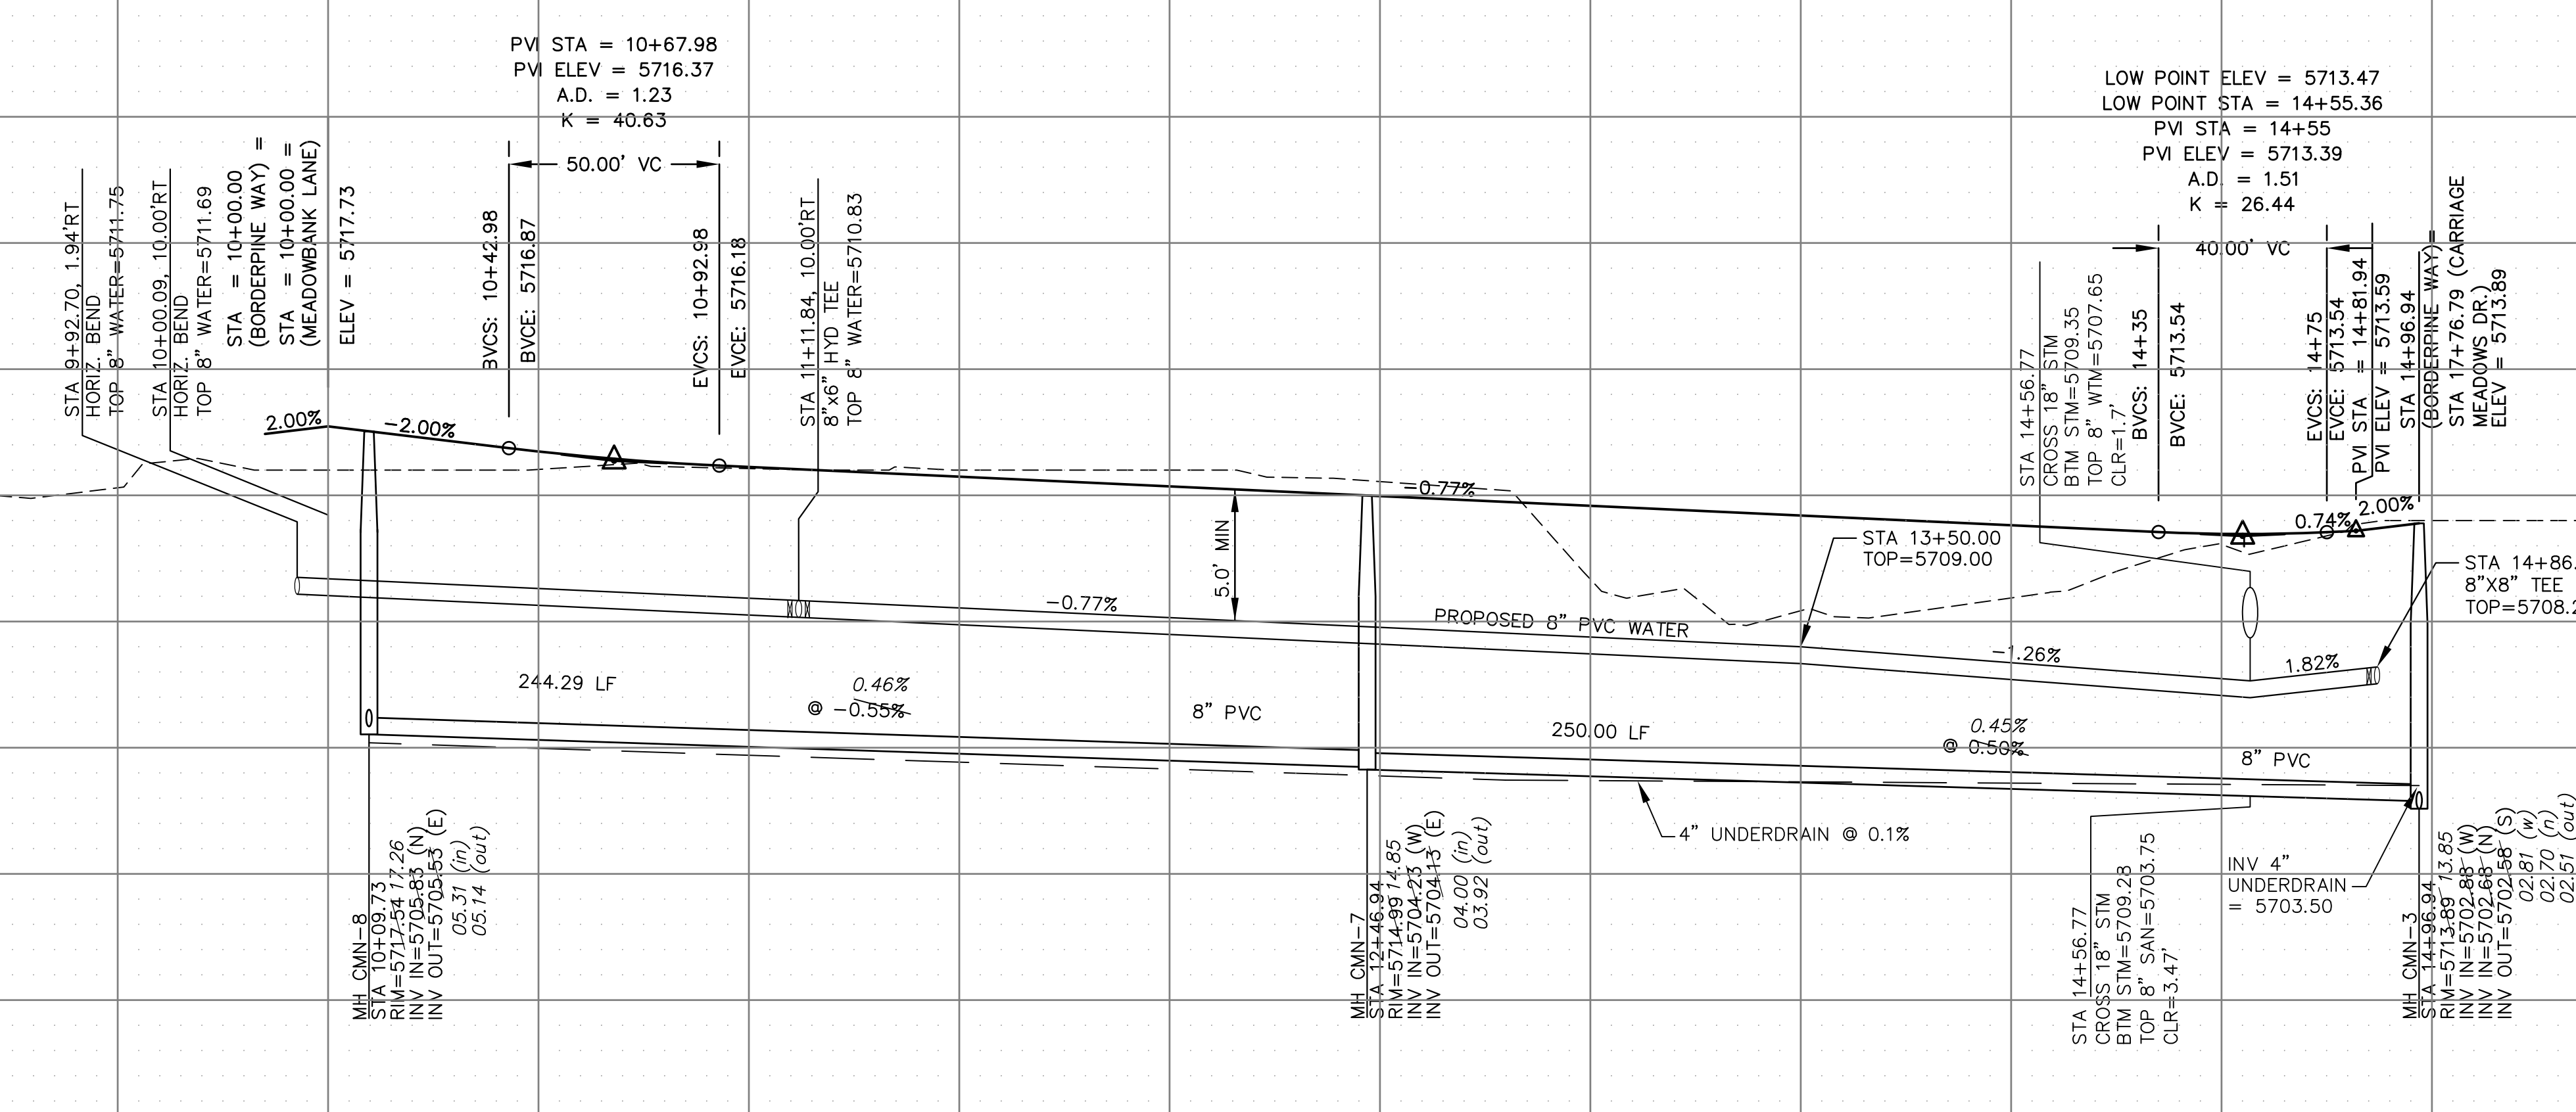 PVI STA = 10+67.98
PVI ELEV = 5716.37
A.D. = 1.23
K = 40.63
50.00' VC
LOW POINT ELEV = 5713.47
LOW POINT STA = 14+55.36
PVI STA = 14+55
PVI ELEV = 5713.39
A.D. = 1.51
K = 26.44
40.00' VC
STA 9+92.70, 1.94'RT
HORIZ. BEND
TOP 8" WATER=5711.75
STA 10+00.09, 10.00'RT
HORIZ. BEND
TOP 8" WATER=5711.69
STA = 10+00.00
(BORDERPINE WAY) =
STA = 10+00.00 =
(MEADOWBANK LANE)
ELEV = 5717.73
BVCS: 10+42.98
BVCE: 5716.87
EVCS: 10+92.98
EVCE: 5716.18
STA 11+11.84, 10.00'RT
8"x6" HYD TEE
TOP 8" WATER=5710.83
STA 14+56.77
CROSS 18" STM
BTM STM=5709.35
TOP 8" WTM=5707.65
CLR=1.7'
BVCS: 14+35
BVCE: 5713.54
EVCS: 14+75
EVCE: 5713.54
PVI STA = 14+81.94
PVI ELEV = 5713.59
STA 14+96.94
(BORDERPINE WAY)=
STA 17+76.79 (CARRIAGE
MEADOWS DR.)
ELEV = 5713.89
2.00%
-2.00%
-0.77%
0.74%
2.00%
5.0' MIN
STA 13+50.00
TOP=5709.00
STA 14+86.
8"X8" TEE
TOP=5708.2
-0.77%
PROPOSED 8" PVC WATER
-1.26%
1.82%
244.29 LF
0.46%
@ -0.55%
8" PVC
250.00 LF
0.45%
@ 0.50%
8" PVC
4" UNDERDRAIN @ 0.1%
INV 4"
UNDERDRAIN
= 5703.50
MH CMN-8
STA 10+09.73
RIM=5717.54 17.26
INV IN=5705.83 (N)
INV OUT=5705.53 (E)
05.31 (in)
05.14 (out)
MH CMN-7
STA 12+46.94
RIM=5714.99 14.85
INV IN=5704.23 (W)
INV OUT=5704.13 (E)
04.00 (in)
03.92 (out)
STA 14+56.77
CROSS 18" STM
BTM STM=5709.28
TOP 8" SAN=5703.75
CLR=3.47'
MH CMN-3
STA 14+96.94
RIM=5713.89 13.85
INV IN=5702.88 (W)
INV IN=5702.68 (N)
INV OUT=5702.58 (S)
02.81 (w)
02.70 (n)
02.51 (out)